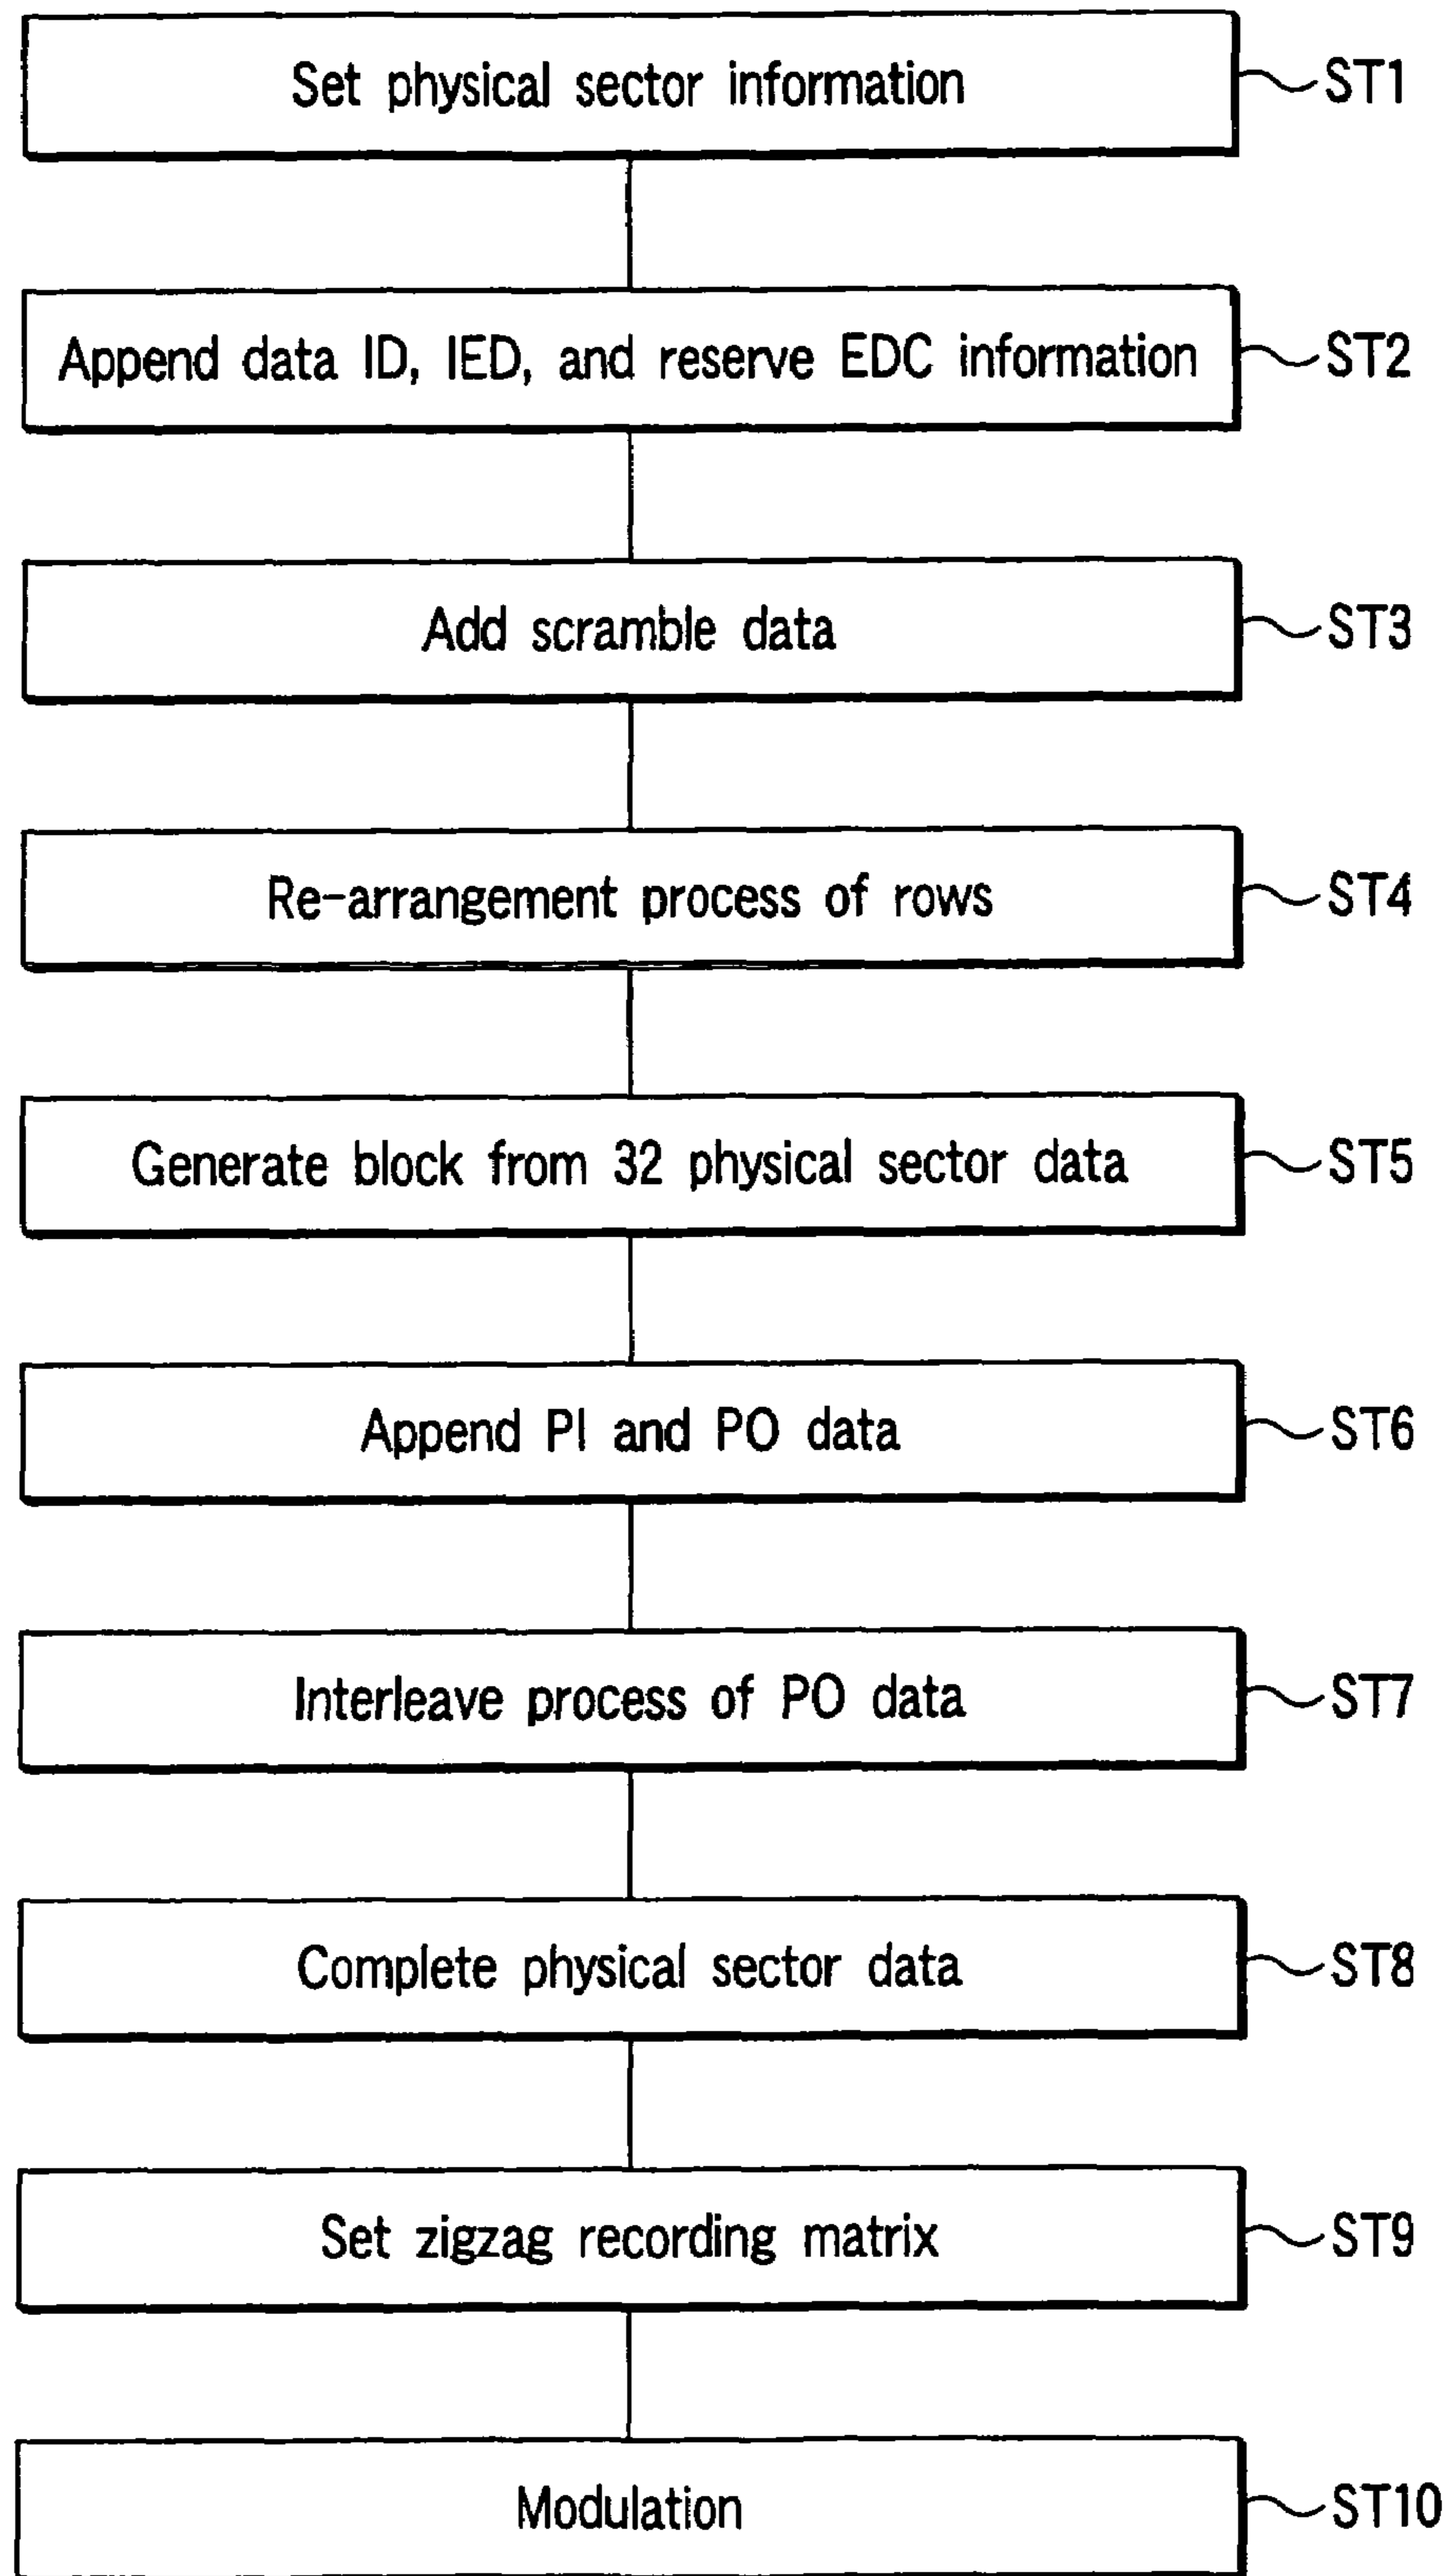 Set physical sector information
ST1
Append data ID, IED, and reserve EDC information
ST2
Add scramble data
ST3
Re-arrangement process of rows
ST4
Generate block from 32 physical sector data
ST5
Append PI and PO data
ST6
Interleave process of PO data
ST7
Complete physical sector data
ST8
Set zigzag recording matrix
ST9
Modulation
ST10